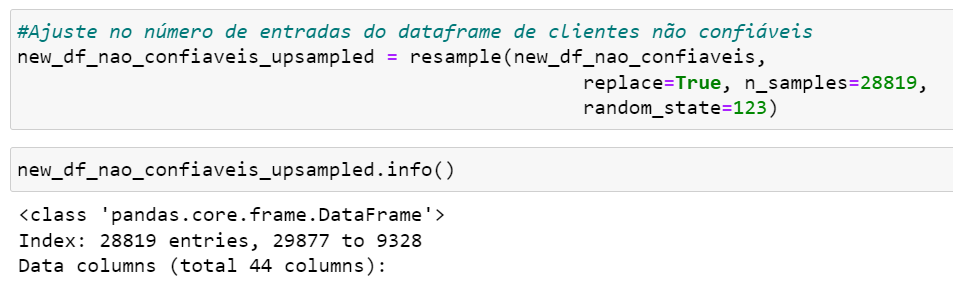 #Ajuste no número de entradas do dataframe de clientes não confiáveis
new_df_nao_confiaveis_upsampled = resample(new_df_nao_confiaveis,
replace=True, n_samples=28819,
random_state=123)
new_df_nao_confiaveis_upsampled.info()
<class 'pandas.core.frame.DataFrame'>
Index: 28819 entries, 29877 to 9328
Data columns (total 44 columns):